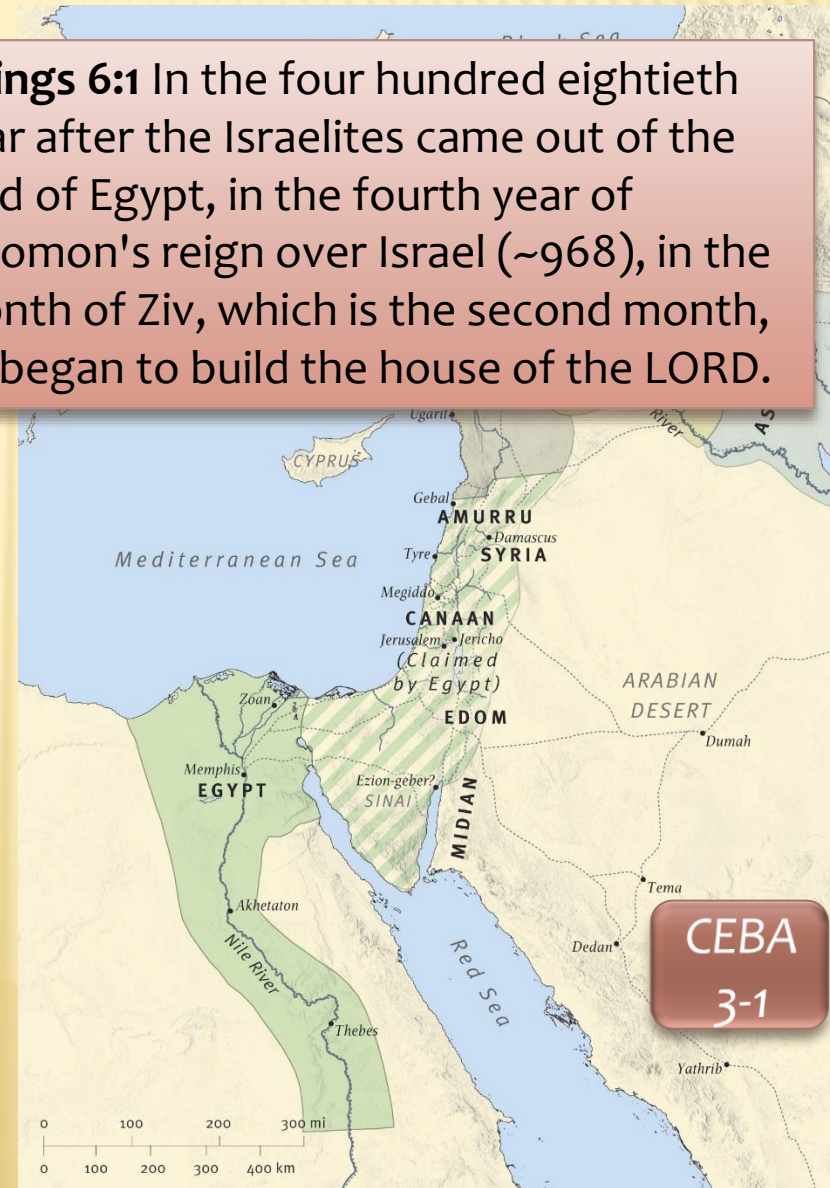 ings 6:1 In the four hundred eightieth
ar after the Israelites came out of the
d of Egypt, in the fourth year of
omon's reign over Israel (~968), in the
onth of Ziv, which is the second month,
began to build the house of the LORD.
Ugarit
River
AS
CYPRUS
Gebal
AMURRU
Damascus
Mediterranean Sea
Tyre
SYRIA
Megiddo
CANAAN
Jerusalem
Jericho
(Claimed
by Egypt)
ARABIAN
DESERT
Zoan
EDOM
Dumah
Memphis
EGYPT
Ezion-geber?
SINAI
MIDIAN
Tema
Akhetaton
CEBA
3-1
Dedan
Nile River
Red Sea
Thebes
Yathrib
0 100 200 300 mi
0 100 200 300 400 km